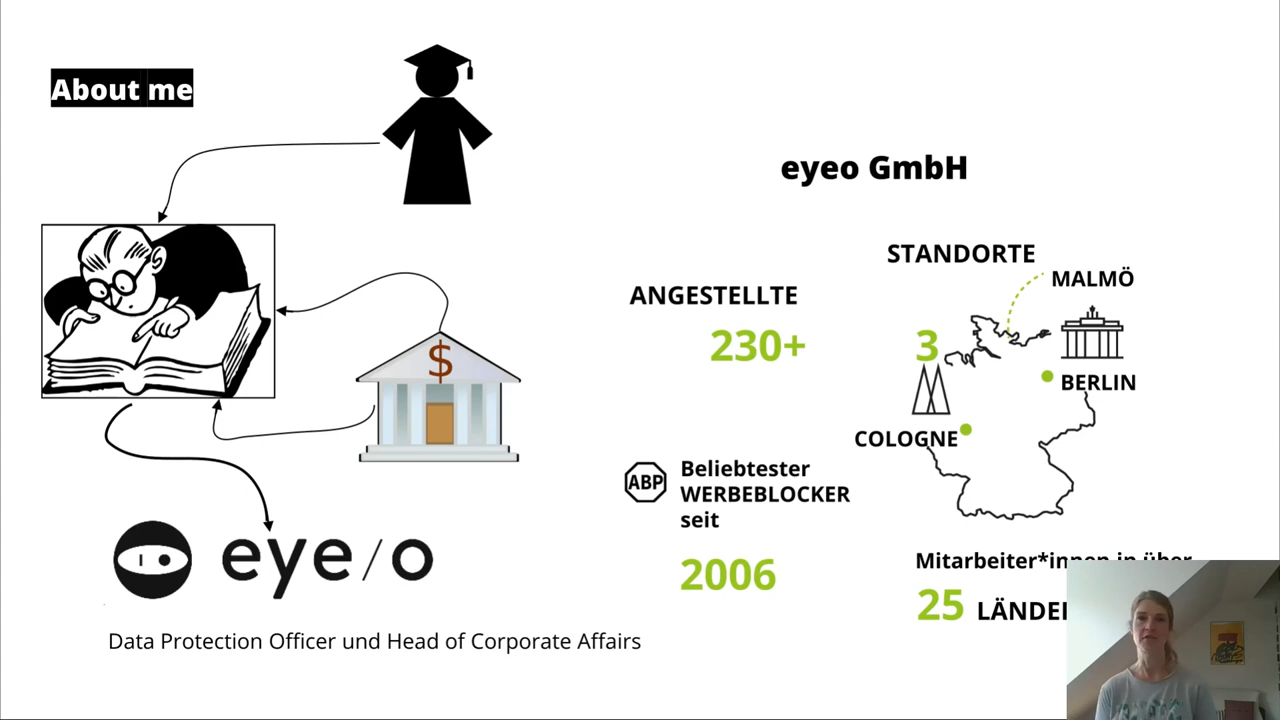 About me
$
eye/o
Data Protection Officer und Head of Corporate Affairs
eyeo GmbH
STANDORTE
MALMÖ
ANGESTELLTE
230+
3
BERLIN
COLOGNE
ABP
Beliebtester
WERBEBLOCKER
seit
2006
Mitarbeiter*innen in über
25